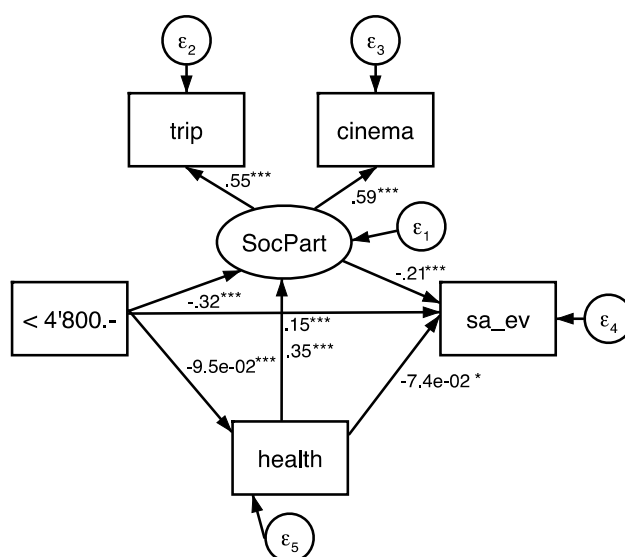 ε2 ε3
trip cinema
.55*** .59***
SocPart ε1
-.21***
< 4'800.- -.32*** sa_ev ε4
.15***
-9.5e-02*** .35*** -7.4e-02 *
health
ε5